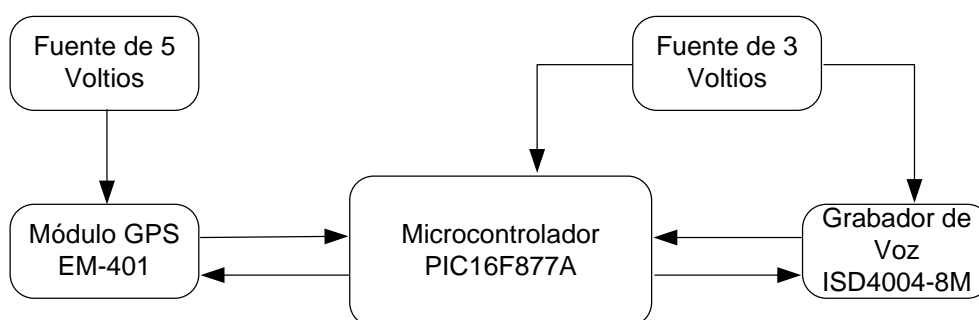 Fuente de 5
Voltios
Fuente de 3
Voltios
Módulo GPS
EM-401
Microcontrolador
PIC16F877A
Grabador de
Voz
ISD4004-8M